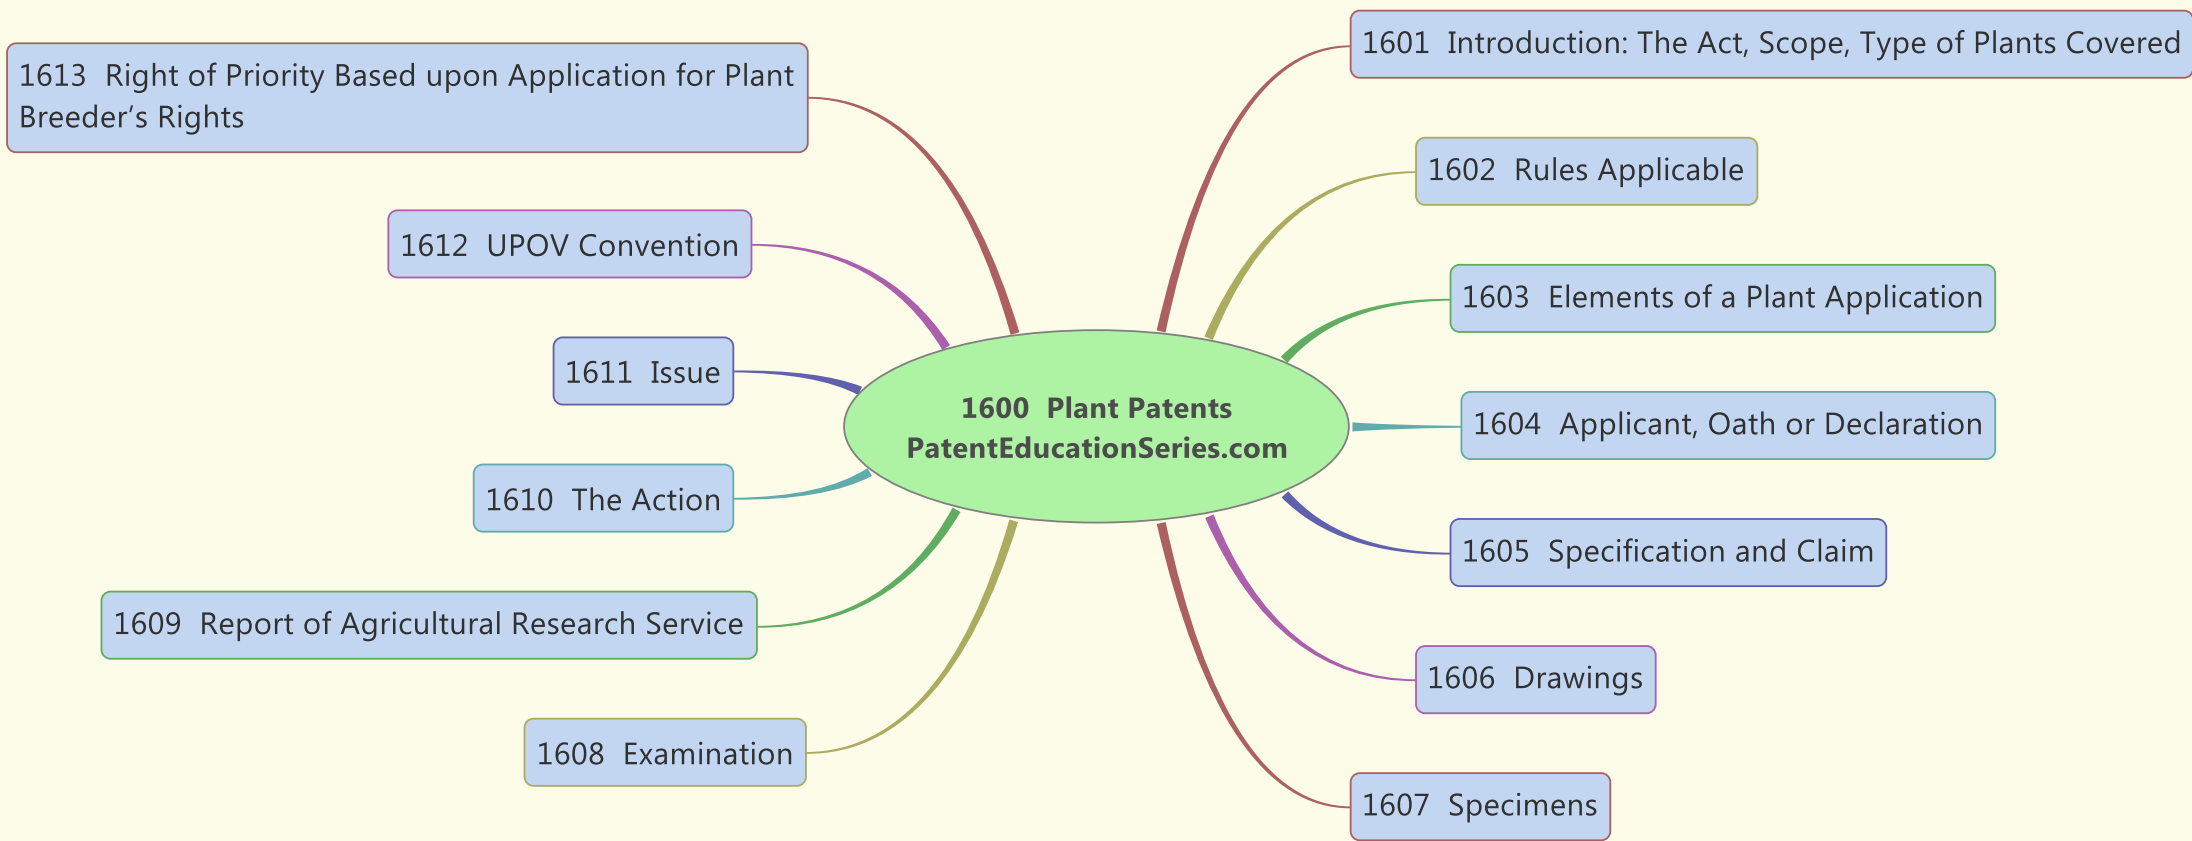 1600  Plant Patents
PatentEducationSeries.com
1601  Introduction: The Act, Scope, Type of Plants Covered
1602  Rules Applicable
1603  Elements of a Plant Application
1604  Applicant, Oath or Declaration
1605  Specification and Claim
1606  Drawings
1607  Specimens
1608  Examination
1609  Report of Agricultural Research Service
1610  The Action
1611  Issue
1612  UPOV Convention
1613  Right of Priority Based upon Application for Plant
Breeder’s Rights